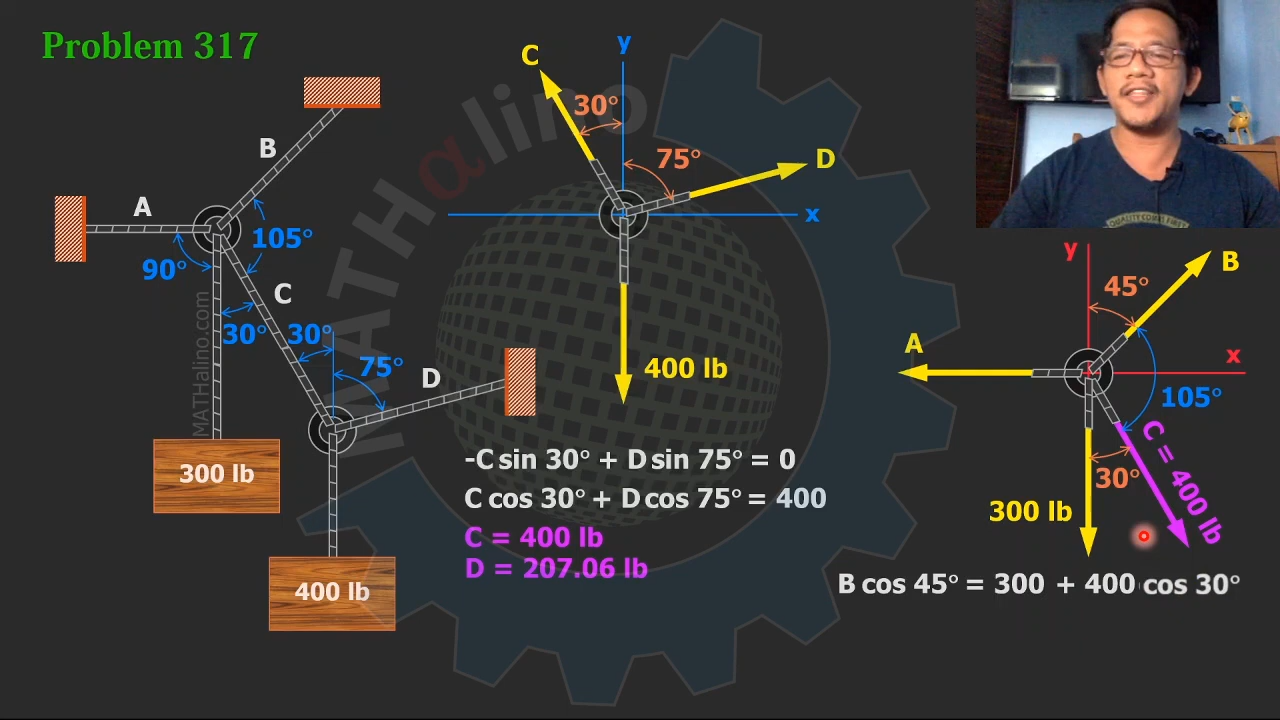 Problem 317
B
A
105°
90°
C
30°
30°
75°
D
300 lb
400 lb
MATHalino.com
MATHalino
C
y
30°
75°
D
x
400 lb
-C sin 30° + D sin 75° = 0
C cos 30° + D cos 75° = 400
C = 400 lb
D = 207.06 lb
y
B
45°
A
x
105°
C = 400 lb
30°
300 lb
B cos 45° = 300 + 400 cos 30°